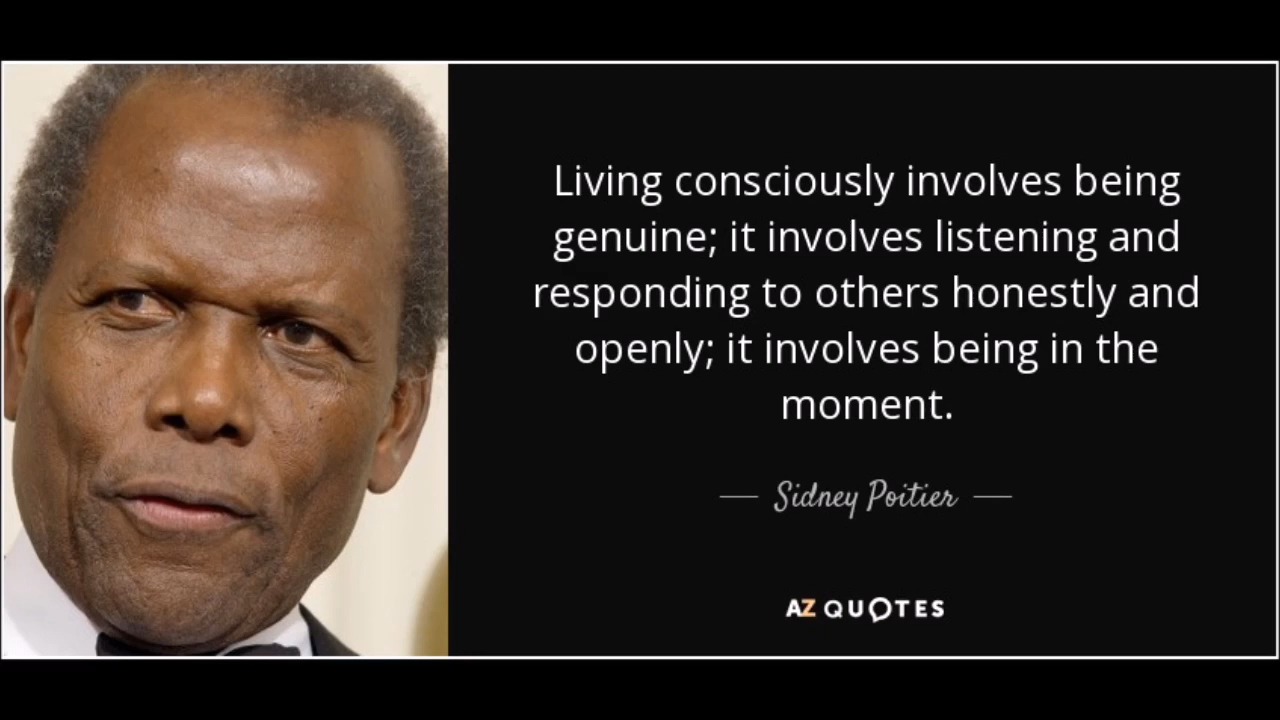 Living consciously involves being
genuine; it involves listening and
responding to others honestly and
openly; it involves being in the
moment.
Sidney Poitier
AZ QUOTES